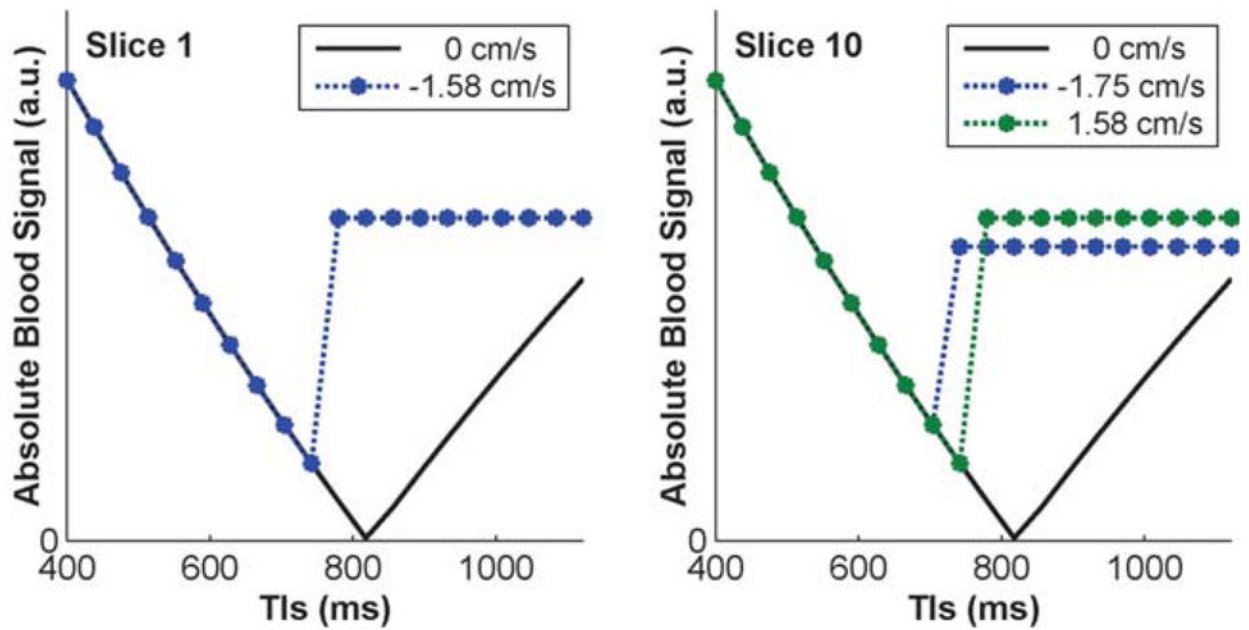 Slice 1
0 cm/s
-1.58 cm/s
Absolute Blood Signal (a.u.)
0
400 600 800 1000
TIs (ms)
Slice 10
0 cm/s
-1.75 cm/s
1.58 cm/s
Absolute Blood Signal (a.u.)
0
400 600 800 1000
TIs (ms)